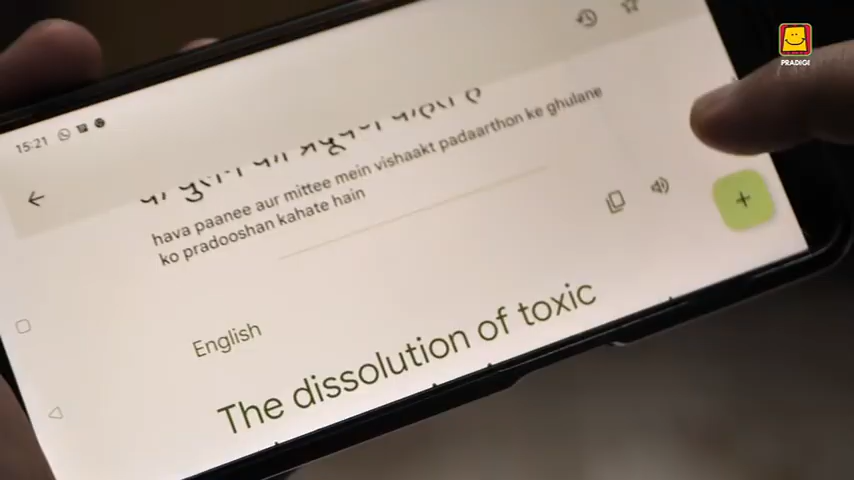 PRADIGI
15:21
hava paanee aur mittee mein vishaakt padaarthon ke ghulane
ko pradooshan kahate hain
English
The dissolution of toxic